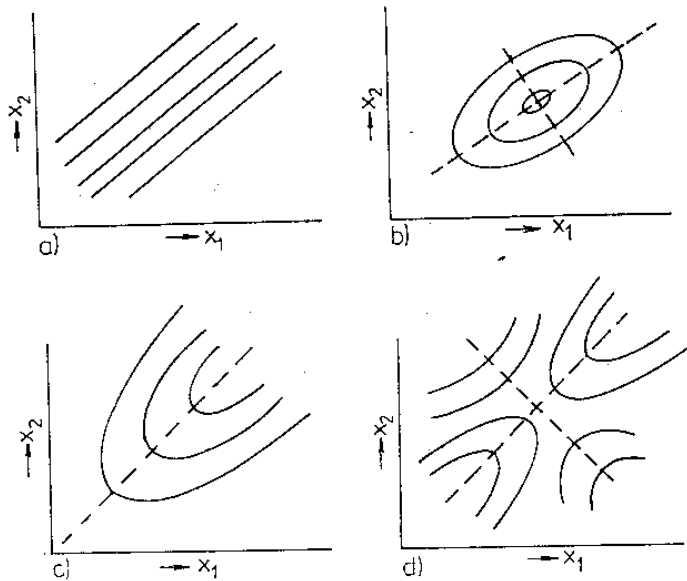 → x₂
a) → x₁
→ x₂
b) → x₁
→ x₂
c) → x₁
→ x₂
d) → x₁